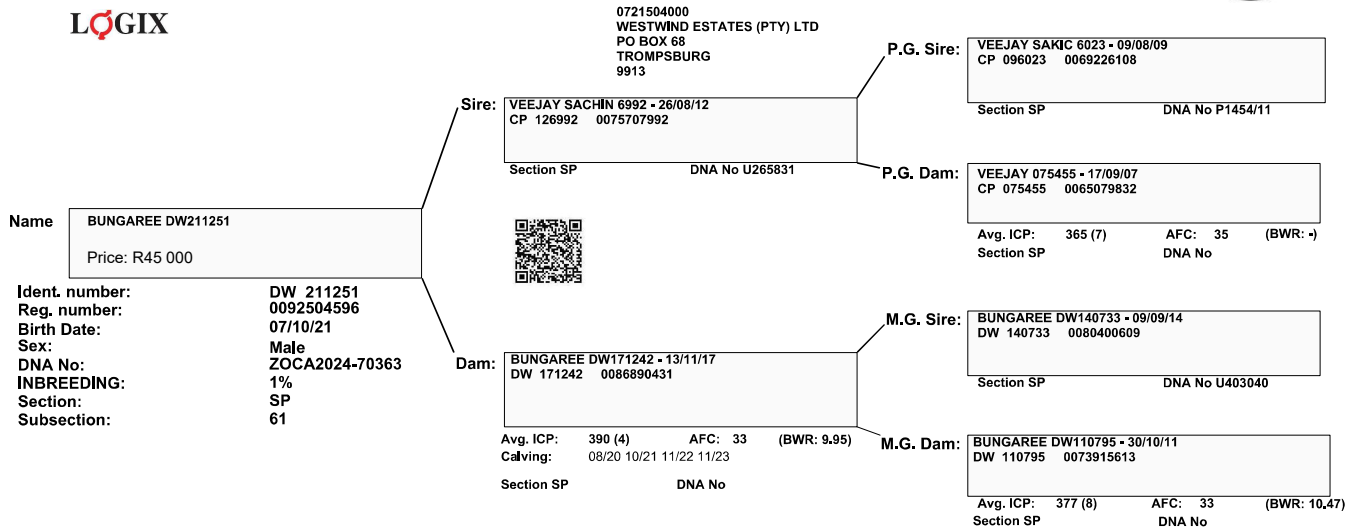 LOGIX
0721504000
WESTWIND ESTATES (PTY) LTD
PO BOX 68
TROMPSBURG
9913
Name
BUNGAREE DW211251
Price: R45 000
Ident. number: DW 211251
Reg. number: 0092504596
Birth Date: 07/10/21
Sex: Male
DNA No: ZOCA2024-70363
INBREEDING: 1%
Section: SP
Subsection: 61
Sire:
VEEJAY SACHIN 6992 - 26/08/12
CP 126992 0075707992
Section SP DNA No U265831
Dam:
BUNGAREE DW171242 - 13/11/17
DW 171242 0086890431
Avg. ICP: 390 (4) AFC: 33 (BWR: 9.95)
Calving: 08/20 10/21 11/22 11/23
Section SP DNA No
P.G. Sire:
VEEJAY SAKIC 6023 - 09/08/09
CP 096023 0069226108
Section SP DNA No P1454/11
P.G. Dam:
VEEJAY 075455 - 17/09/07
CP 075455 0065079832
Avg. ICP: 365 (7) AFC: 35 (BWR: -)
Section SP DNA No
M.G. Sire:
BUNGAREE DW140733 - 09/09/14
DW 140733 0080400609
Section SP DNA No U403040
M.G. Dam:
BUNGAREE DW110795 - 30/10/11
DW 110795 0073915613
Avg. ICP: 377 (8) AFC: 33 (BWR: 10.47)
Section SP DNA No